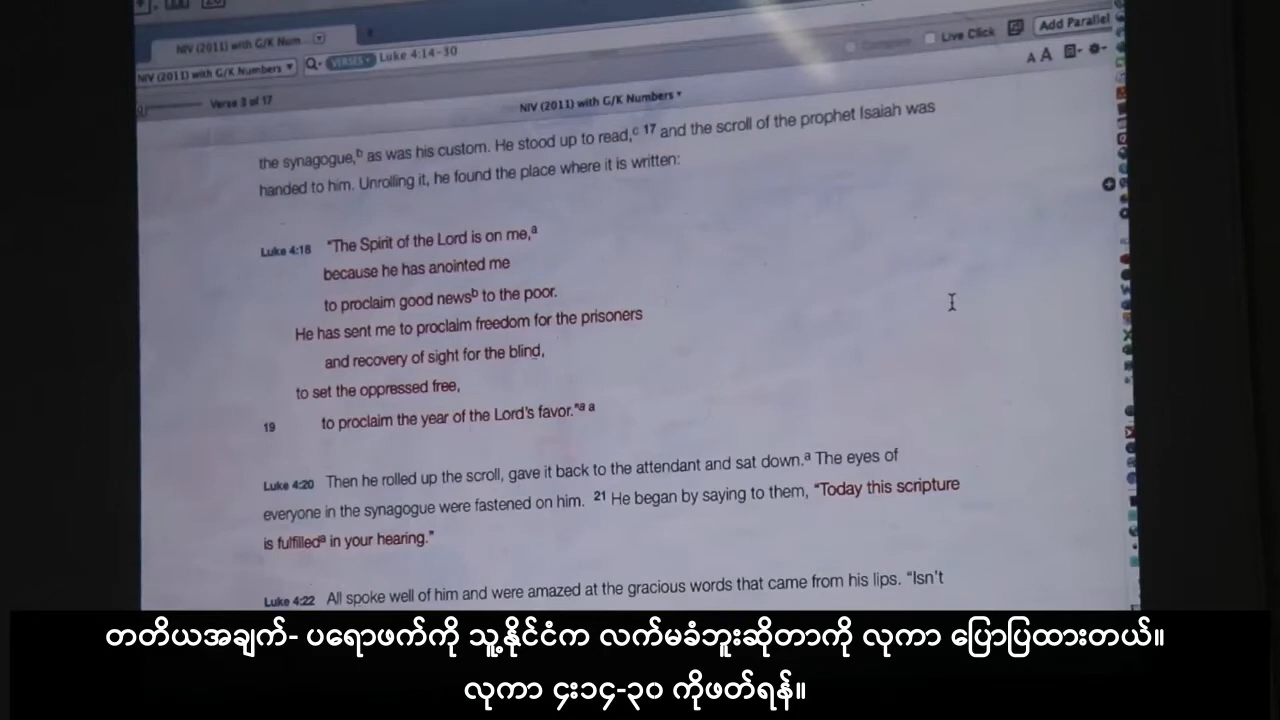 NIV (2011) with G/K Num...
NIV (2011) with G/K Numbers
VERSES
Luke 4:14-30
Compare
Live Click
Add Parallel
Verse 3 of 17
NIV (2011) with G/K Numbers
A A
the synagogue,b as was his custom. He stood up to read,c 17 and the scroll of the prophet Isaiah was
handed to him. Unrolling it, he found the place where it is written:
Luke 4:18 “The Spirit of the Lord is on me,a
because he has anointed me
to proclaim good newsb to the poor.
He has sent me to proclaim freedom for the prisoners
and recovery of sight for the blind,
to set the oppressed free,
19 to proclaim the year of the Lord’s favor.”a a
Luke 4:20 Then he rolled up the scroll, gave it back to the attendant and sat down.a The eyes of
everyone in the synagogue were fastened on him. 21 He began by saying to them, “Today this scripture
is fulfilleda in your hearing.”
Luke 4:22 All spoke well of him and were amazed at the gracious words that came from his lips. “Isn’t
တတိယအချက်- ပရောဖက်ကို သူ့နိုင်ငံက လက်မခံဘူးဆိုတာကို လုကာ ပြောပြထားတယ်။
လုကာ ၄း၁၄-၃၀ ကိုဖတ်ရန်။